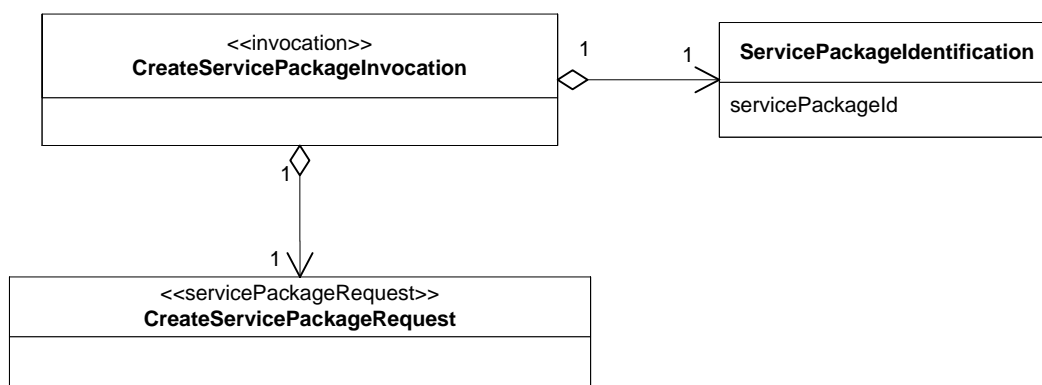 <<invocation>>
CreateServicePackageInvocation
1
1
ServicePackageIdentification
servicePackageId
1
1
<<servicePackageRequest>>
CreateServicePackageRequest